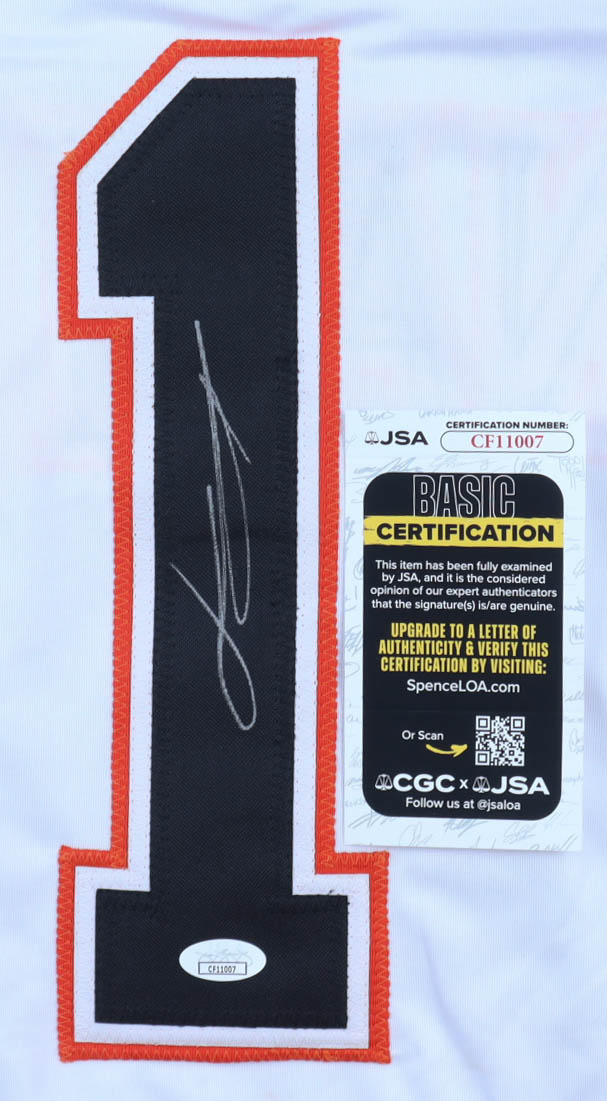 1
JSA
CERTIFICATION NUMBER:
CF11007
BASIC
CERTIFICATION
This item has been fully examined
by JSA, and it is the considered
opinion of our expert authenticators
that the signature(s) is/are genuine.
UPGRADE TO A LETTER OF
AUTHENTICITY & VERIFY THIS
CERTIFICATION BY VISITING:
SpenceLOA.com
Or Scan
CGC x JSA
Follow us at @jsaloa
CF11007